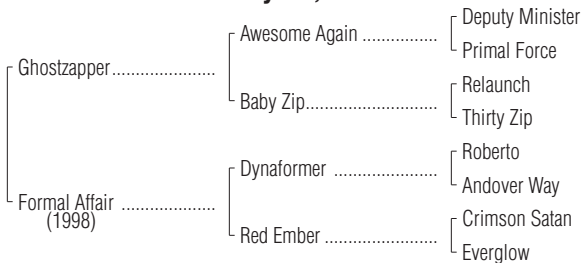 Deputy Minister
Awesome Again ................
Primal Force
Ghostzapper......................
Relaunch
Baby Zip............................
Thirty Zip
Roberto
Dynaformer ......................
Andover Way
Formal Affair ....................
(1998)
Crimson Satan
Red Ember ........................
Everglow